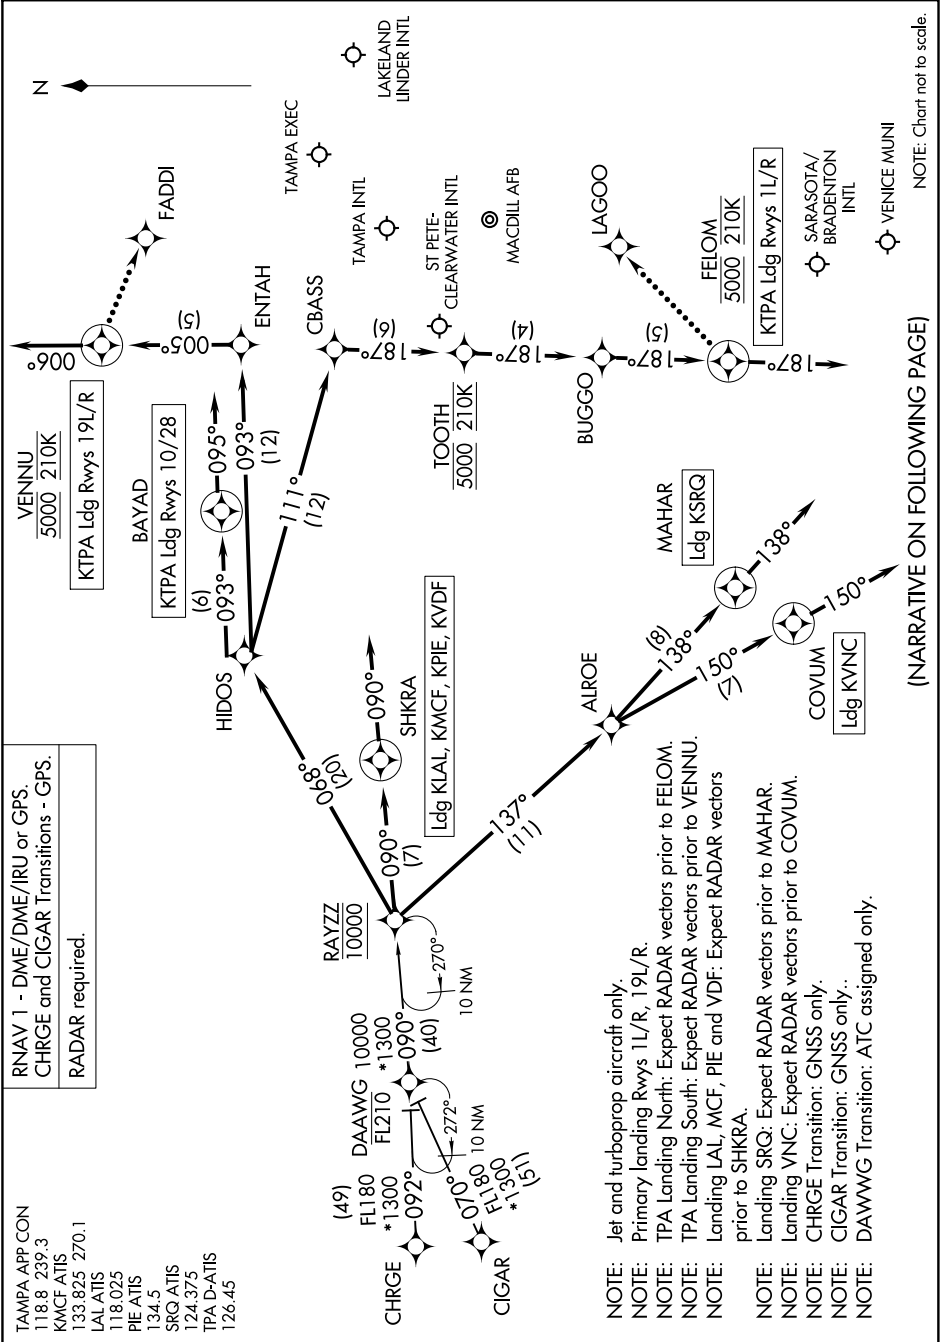 TAMPA APP CON
118.8 239.3
KMCF ATIS
133.825 270.1
LAL ATIS
118.025
PIE ATIS
134.5
SRQ ATIS
124.375
TPA D-ATIS
126.45
RNAV 1 - DME/DME/IRU or GPS.
CHRGE and CIGAR Transitions - GPS.
RADAR required.
N
VENNU
5000 210K
KTPA Ldg Rwys 19L/R
006°
FADDI
005°
(5)
ENTAH
BAYAD
KTPA Ldg Rwys 10/28
(6)
093°
095°
093°
(12)
HIDOS
111°
(12)
CBASS
187°
(6)
TAMPA EXEC
LAKELAND
LINDER INTL
TAMPA INTL
ST PETE-
CLEARWATER INTL
MACDILL AFB
TOOTH
5000 210K
187°
(4)
BUGGO
187°
(5)
LAGOO
FELOM
5000 210K
KTPA Ldg Rwys 1L/R
187°
SARASOTA/
BRADENTON
INTL
VENICE MUNI
068°
(20)
SHKRA
090°
Ldg KLAL, KMCF, KPIE, KVDF
090°
(7)
RAYZZ
10000
270°
10 NM
137°
(11)
ALROE
(8)
138°
MAHAR
Ldg KSRQ
138°
150°
(7)
COVUM
Ldg KVNC
150°
10000
*1300
090°
(40)
DAAWG
FL210
272°
10 NM
(49)
FL180
*1300
092°
CHRGE
070°
FL180
*1300
(51)
CIGAR
NOTE: Jet and turboprop aircraft only.
NOTE: Primary landing Rwys 1L/R, 19L/R.
NOTE: TPA Landing North: Expect RADAR vectors prior to FELOM.
NOTE: TPA Landing South: Expect RADAR vectors prior to VENNU.
NOTE: Landing LAL, MCF, PIE and VDF: Expect RADAR vectors
prior to SHKRA.
NOTE: Landing SRQ: Expect RADAR vectors prior to MAHAR.
NOTE: Landing VNC: Expect RADAR vectors prior to COVUM.
NOTE: CHRGE Transition: GNSS only.
NOTE: CIGAR Transition: GNSS only..
NOTE: DAWWG Transition: ATC assigned only.
(NARRATIVE ON FOLLOWING PAGE)
NOTE: Chart not to scale.